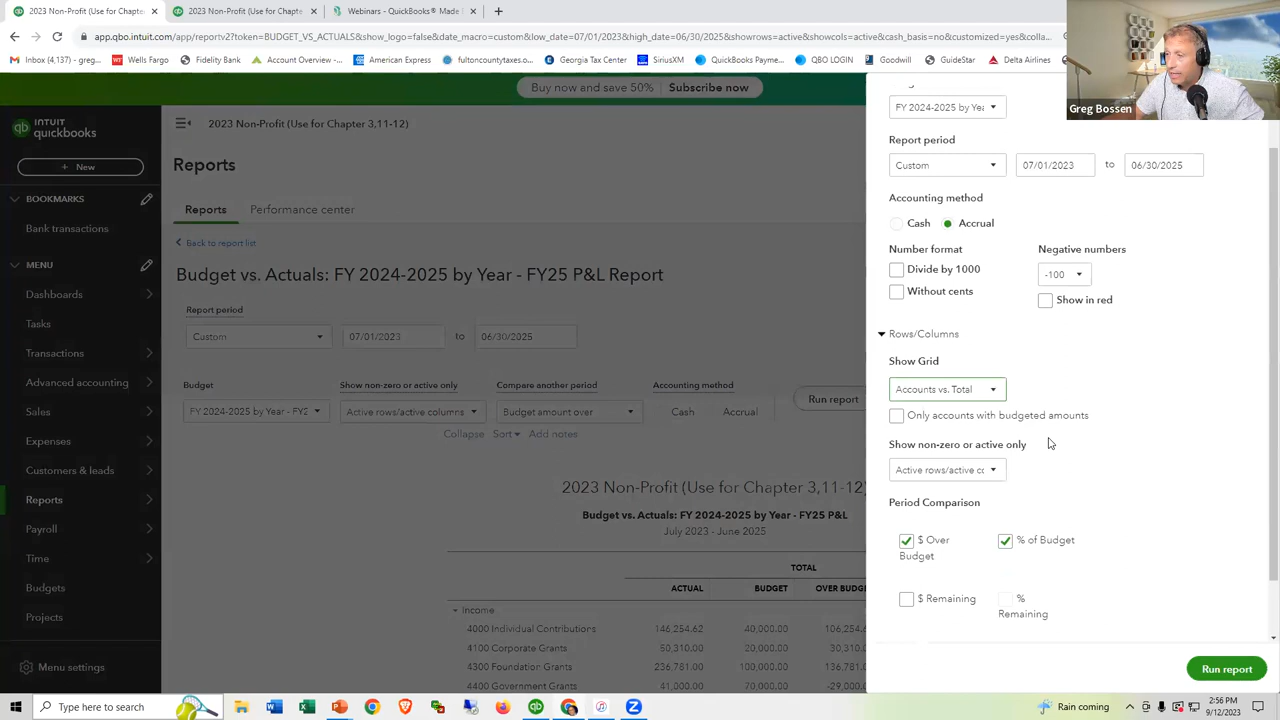 2023 Non-Profit (Use for Chapte
2023 Non-Profit (Use for Chapte
Webinars - QuickBooks® Made
app.qbo.intuit.com/app/reportv2?token=BUDGET_VS_ACTUALS&show_logo=false&date_macro=custom&low_date=07/01/2023&high_date=06/30/2025&showrows=active&showcols=active&cash_basis=no&customized=yes&colla
Inbox (4,137) - greg... Wells Fargo Fidelity Bank Account Overview -... American Express fultoncountytaxes.o... Georgia Tax Center SiriusXM QuickBooks Payme... QBO LOGIN Goodwill GuideStar Delta Airlines
Greg Bossen
Buy now and save 50% Subscribe now
INTUIT
quickbooks
2023 Non-Profit (Use for Chapter 3,11-12)
+ New
BOOKMARKS
Bank transactions
MENU
Dashboards
Tasks
Transactions
Advanced accounting
Sales
Expenses
Customers & leads
Reports
Payroll
Time
Budgets
Projects
Menu settings
Reports
Reports Performance center
Back to report list
Budget vs. Actuals: FY 2024-2025 by Year - FY25 P&L Report
Report period
Custom 07/01/2023 to 06/30/2025
Budget Show non-zero or active only Compare another period Accounting method
FY 2024-2025 by Year - FY2 Active rows/active columns Budget amount over Cash Accrual Run report
Collapse Sort Add notes
2023 Non-Profit (Use for Chapter 3,11-12)
Budget vs. Actuals: FY 2024-2025 by Year - FY25 P&L
July 2023 - June 2025
TOTAL
ACTUAL BUDGET OVER BUDG
Income
4000 Individual Contributions 146,254.62 40,000.00 106,254.6
4100 Corporate Grants 50,310.00 20,000.00 30,310.0
4300 Foundation Grants 236,781.00 100,000.00 136,781.0
4400 Government Grants 41,000.00 70,000.00 -29,000.0
FY 2024-2025 by Yea
Report period
Custom 07/01/2023 to 06/30/2025
Accounting method
Cash Accrual
Number format Negative numbers
Divide by 1000 -100
Without cents Show in red
Rows/Columns
Show Grid
Accounts vs. Total
Only accounts with budgeted amounts
Show non-zero or active only
Active rows/active co
Period Comparison
$ Over Budget % of Budget
$ Remaining % Remaining
Run report
Type here to search
Rain coming
2:56 PM
9/12/2023